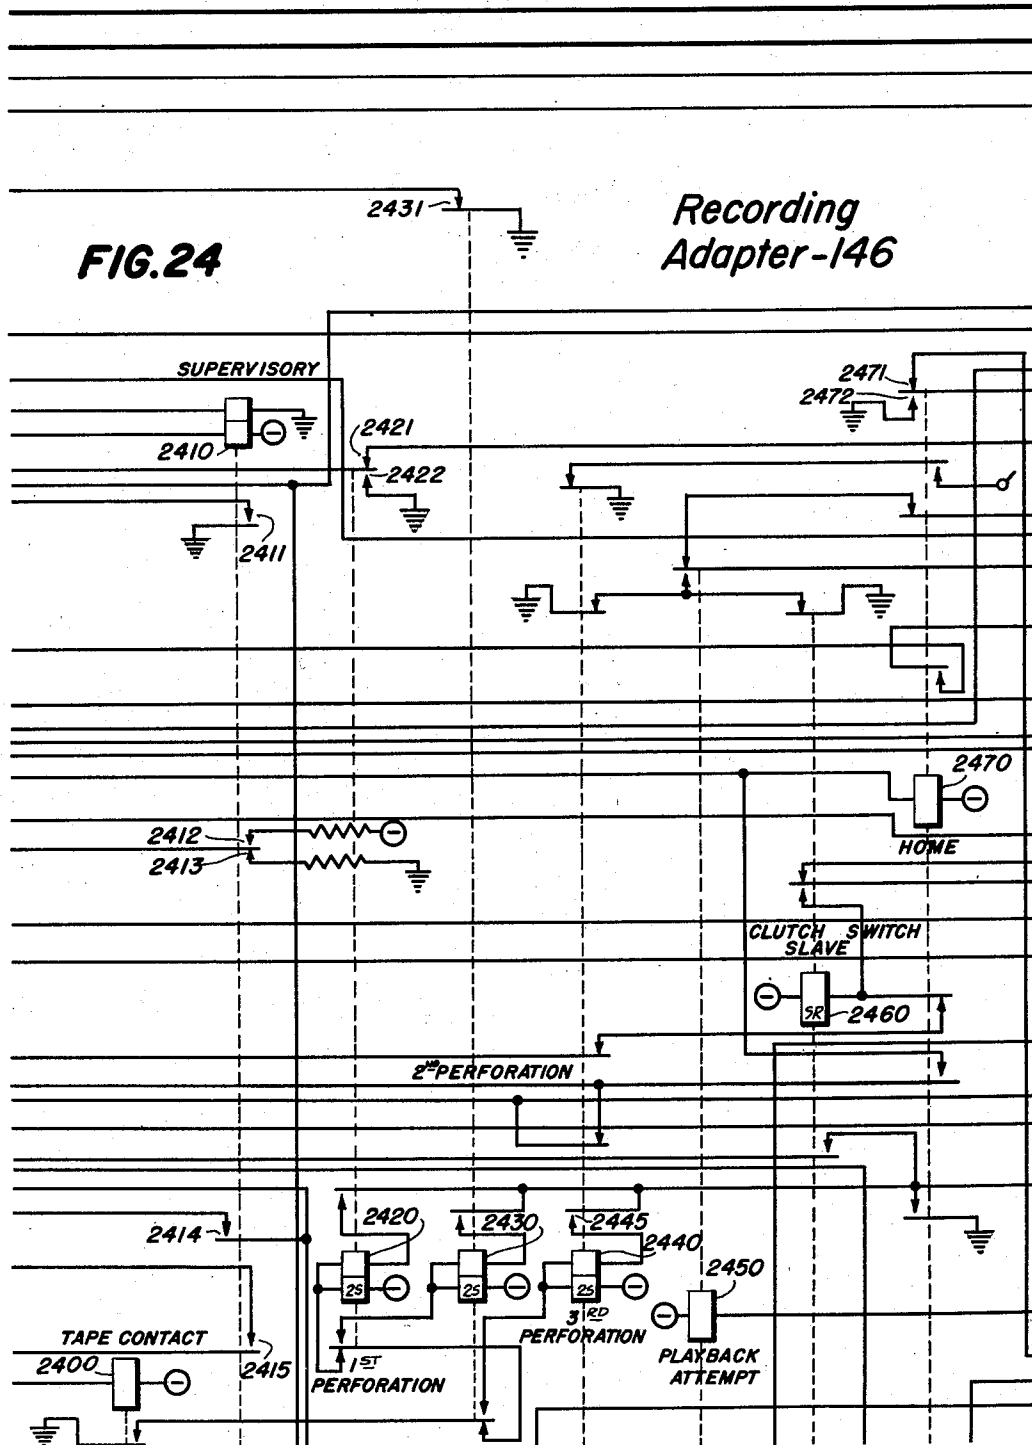 2431
Recording
Adapter-146
FIG.24
SUPERVISORY
2471
2472
2410
2421
2422
2411
2470
2412
2413
HOME
CLUTCH SWITCH
SLAVE
SR
2460
2ND PERFORATION
2414
2420
2430
2445
2440
2S
2S
2S
2450
3RD
PERFORATION
TAPE CONTACT
2400
2415
1ST
PERFORATION
PLAYBACK
ATTEMPT